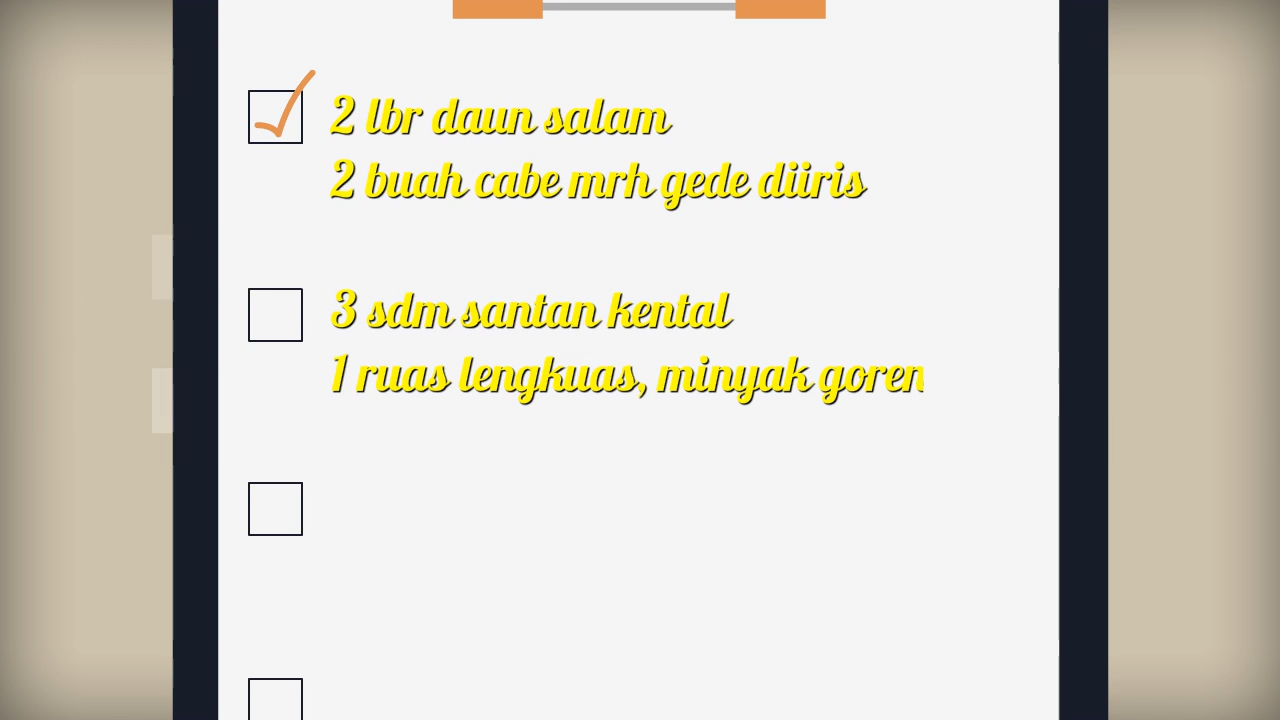 2 lbr daun salam
2 buah cabe mrh gede diiris
3 sdm santan kental
1 ruas lengkuas, minyak goren